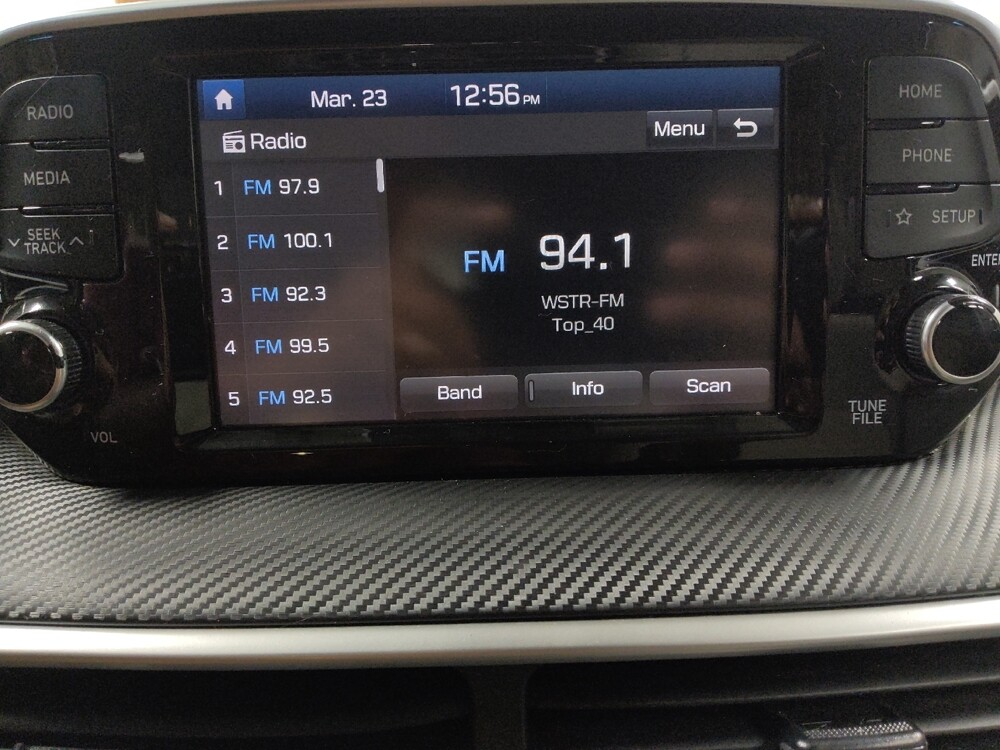 RADIO
MEDIA
SEEK
TRACK
VOL
Mar. 23 12:56 PM
Radio
Menu
1 FM 97.9
2 FM 100.1
3 FM 92.3
4 FM 99.5
5 FM 92.5
FM 94.1
WSTR-FM
Top_40
Band Info Scan
HOME
PHONE
SETUP
ENTE
TUNE
FILE